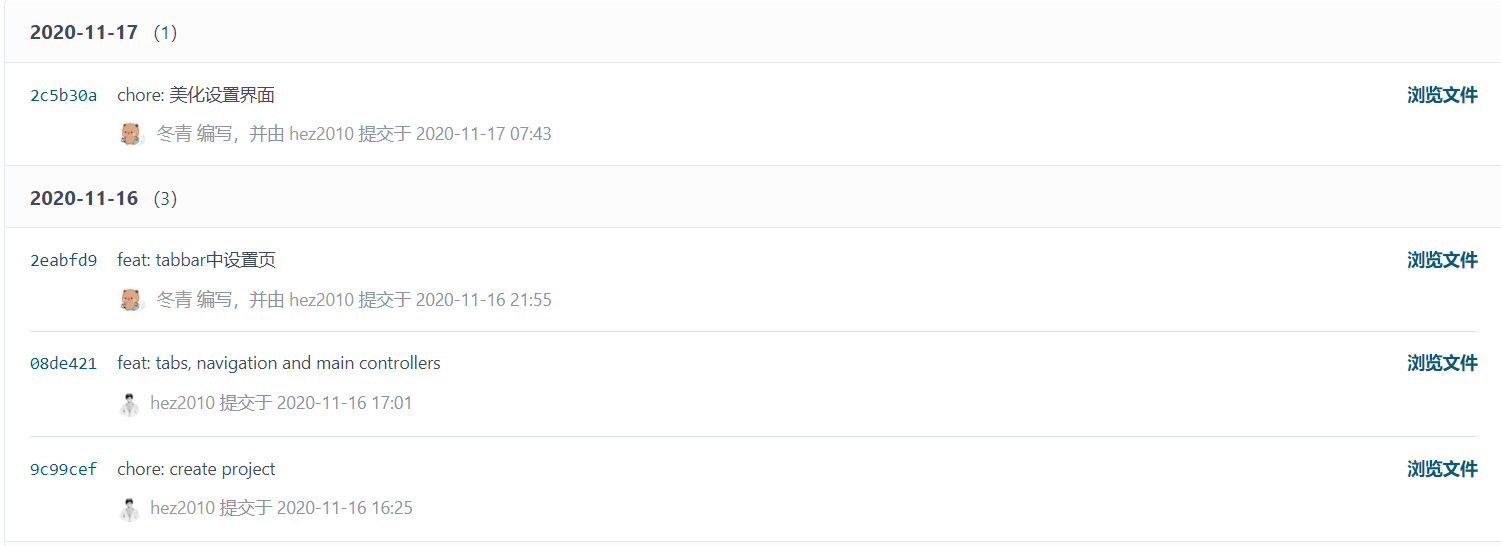 2020-11-17 (1)
2c5b30a chore: 美化设置界面 浏览文件
冬青 编写，并由 hez2010 提交于 2020-11-17 07:43
2020-11-16 (3)
2eabfd9 feat: tabbar中设置页 浏览文件
冬青 编写，并由 hez2010 提交于 2020-11-16 21:55
08de421 feat: tabs, navigation and main controllers 浏览文件
hez2010 提交于 2020-11-16 17:01
9c99cef chore: create project 浏览文件
hez2010 提交于 2020-11-16 16:25